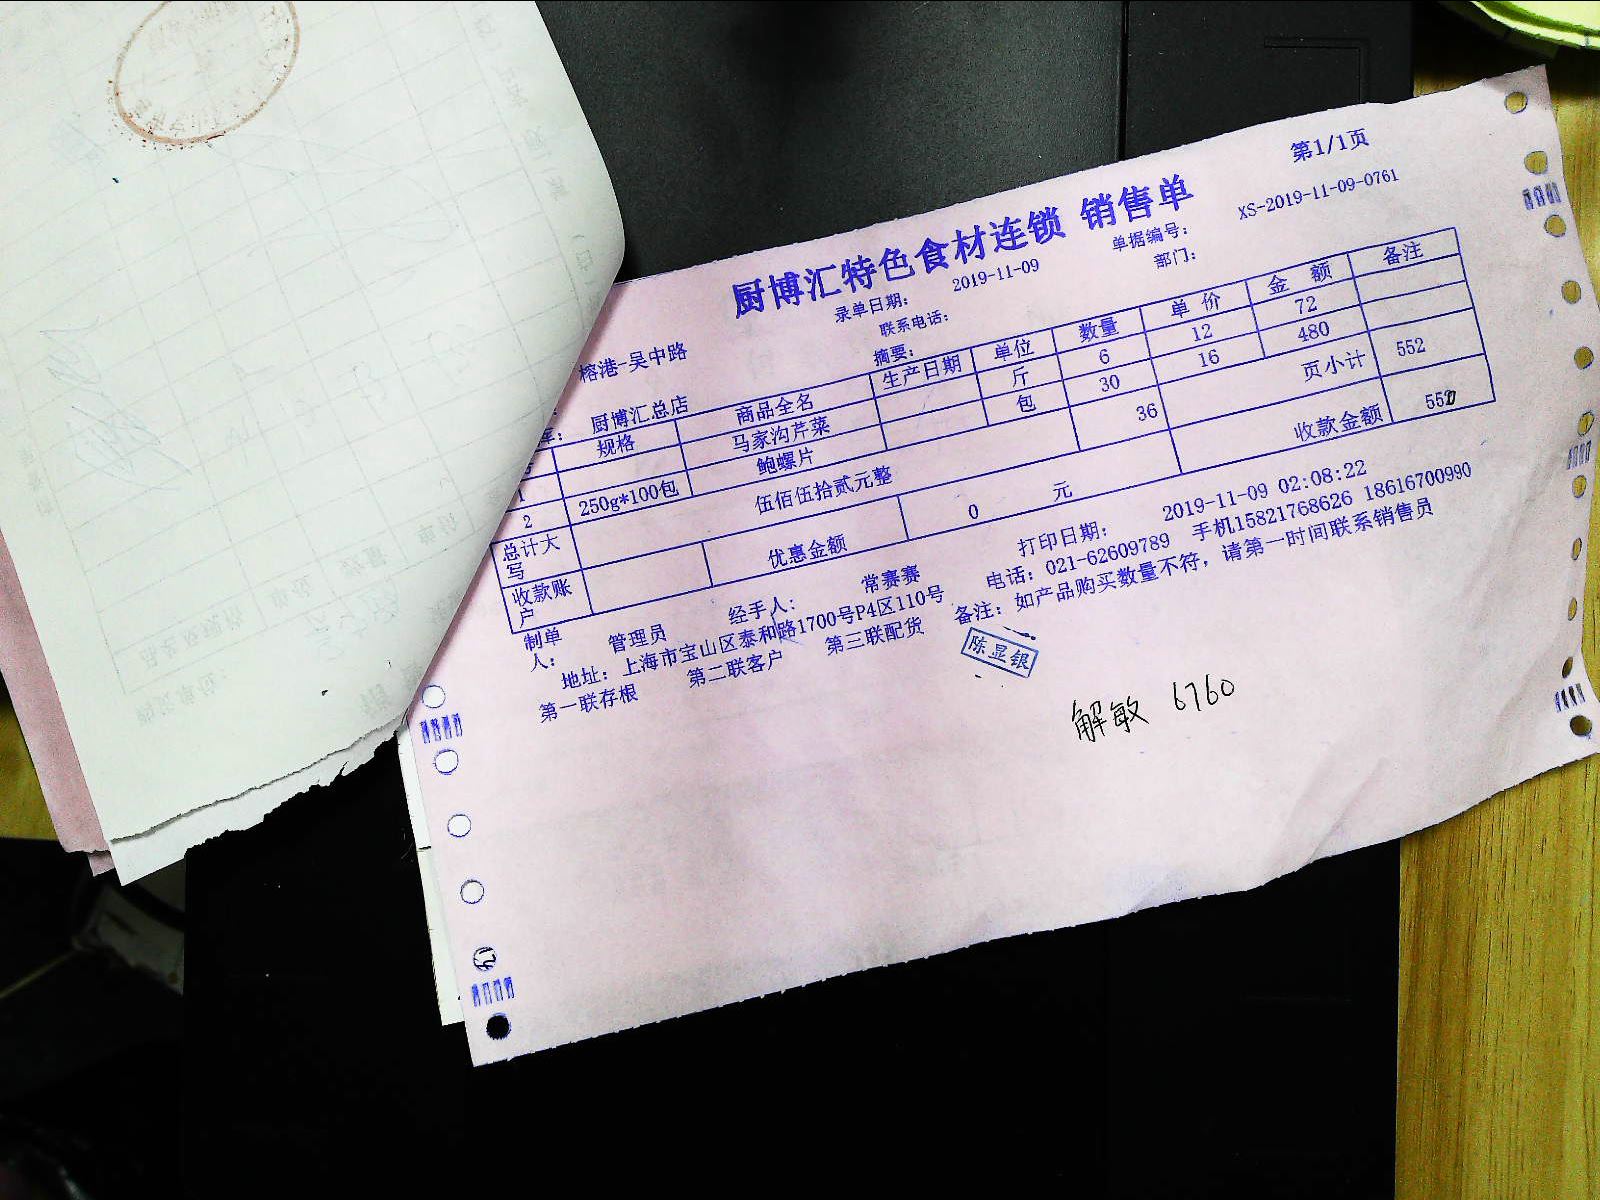 第1/1页
厨博汇特色食材连锁 销售单
录单日期： 2019-11-09 单据编号： XS-2019-11-09-0761
联系电话： 部门：
榕港-吴中路 摘要：
厨博汇总店
规格 商品全名 生产日期 单位 数量 单价 金额 备注
1 马家沟芹菜 斤 6 12 72
2 250g*100包 鲍螺片 包 30 16 480
总计大写 伍佰伍拾贰元整 36 页小计 552
收款账户 优惠金额 0 元 收款金额 552
制单人： 管理员 经手人： 常赛赛 打印日期： 2019-11-09 02:08:22
地址：上海市宝山区泰和路1700号P4区110号 电话：021-62609789 手机15821768626 18616700990
第一联存根 第二联客户 第三联配货 备注：如产品购买数量不符，请第一时间联系销售员
陈显银
解敏 6760